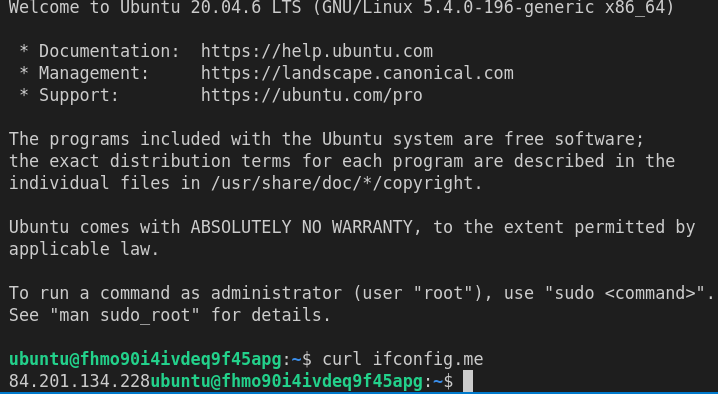 Welcome to Ubuntu 20.04.6 LTS (GNU/Linux 5.4.0-196-generic x86_64)
* Documentation:  https://help.ubuntu.com
* Management:     https://landscape.canonical.com
* Support:        https://ubuntu.com/pro
The programs included with the Ubuntu system are free software;
the exact distribution terms for each program are described in the
individual files in /usr/share/doc/*/copyright.
Ubuntu comes with ABSOLUTELY NO WARRANTY, to the extent permitted by
applicable law.
To run a command as administrator (user "root"), use "sudo <command>".
See "man sudo_root" for details.
ubuntu@fhmo90i4ivdeq9f45apg:~$ curl ifconfig.me
84.201.134.228ubuntu@fhmo90i4ivdeq9f45apg:~$